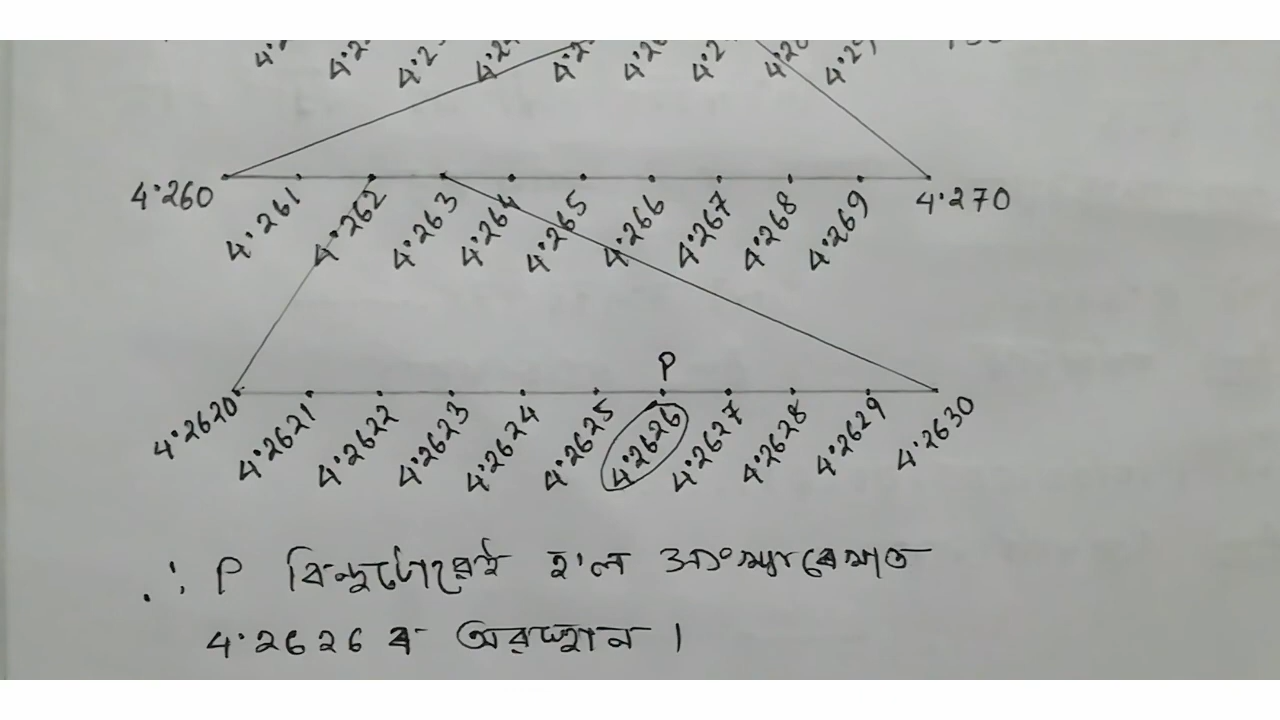 4.260 4.261 4.262 4.263 4.264 4.265 4.266 4.267 4.268 4.269 4.270
P
4.2620 4.2621 4.2622 4.2623 4.2624 4.2625 4.2626 4.2627 4.2628 4.2629 4.2630
∴ P বিন্দুটোৱেই হ'ল সংখ্যাৰেখাত
4.2626 ৰ অৱস্থান ।